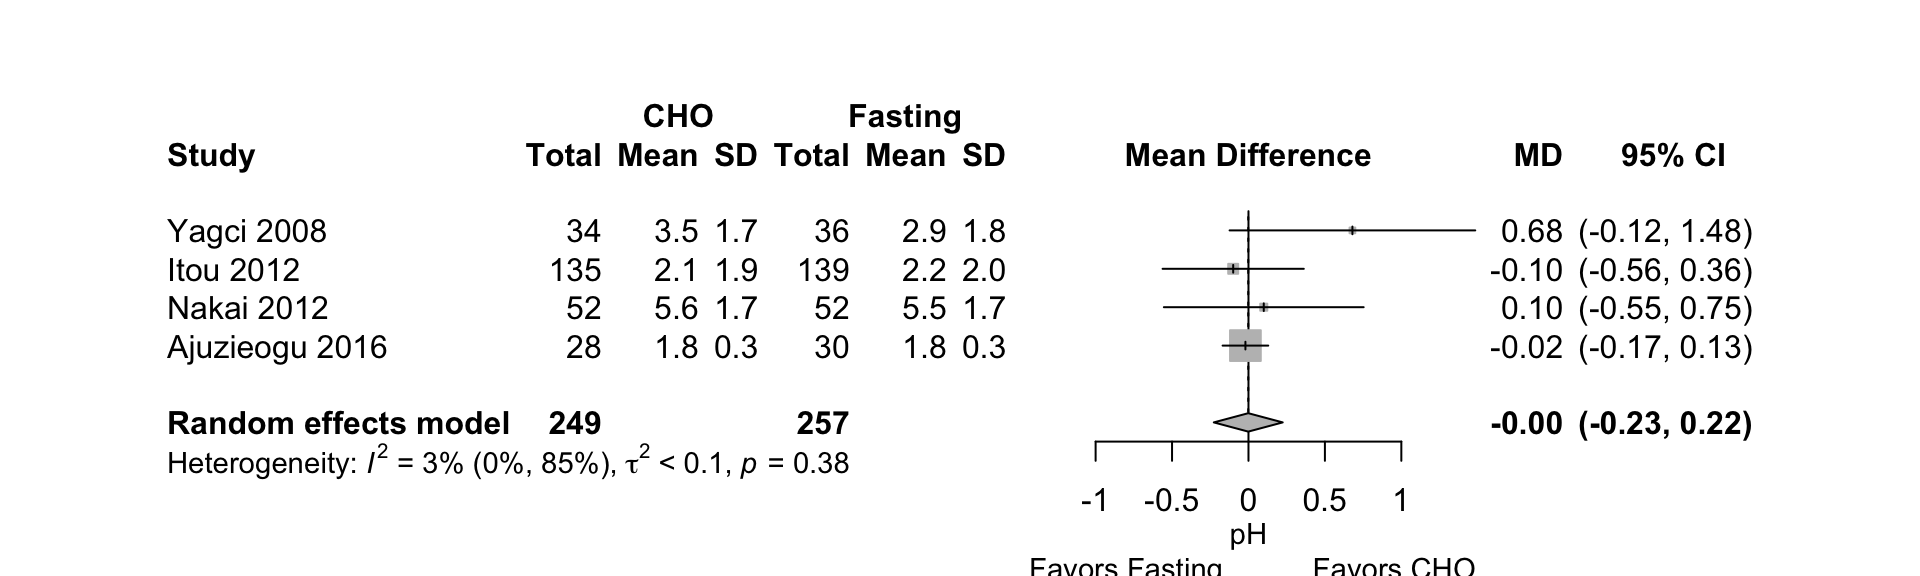 CHO Fasting
Study Total Mean SD Total Mean SD Mean Difference MD 95% CI
Yagci 2008 34 3.5 1.7 36 2.9 1.8 0.68 (-0.12, 1.48)
Itou 2012 135 2.1 1.9 139 2.2 2.0 -0.10 (-0.56, 0.36)
Nakai 2012 52 5.6 1.7 52 5.5 1.7 0.10 (-0.55, 0.75)
Ajuzieogu 2016 28 1.8 0.3 30 1.8 0.3 -0.02 (-0.17, 0.13)
Random effects model 249 257 -0.00 (-0.23, 0.22)
Heterogeneity: I² = 3% (0%, 85%), τ² < 0.1, p = 0.38
-1 -0.5 0 0.5 1
pH
Favors Fasting Favors CHO